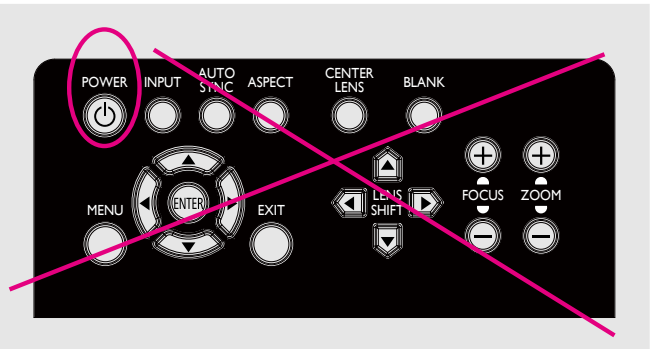 POWER INPUT AUTO SYNC ASPECT CENTER LENS BLANK
MENU ENTER EXIT LENS SHIFT FOCUS ZOOM